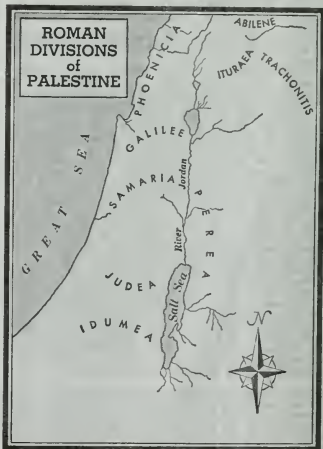 ROMAN
DIVISIONS
of
PALESTINE
ABILENE
PHOENICIA
ITURAEA
TRACHONITIS
GALILEE
GREAT SEA
SAMARIA
Jordan
River
PEREA
JUDEA
Salt Sea
IDUMEA
N